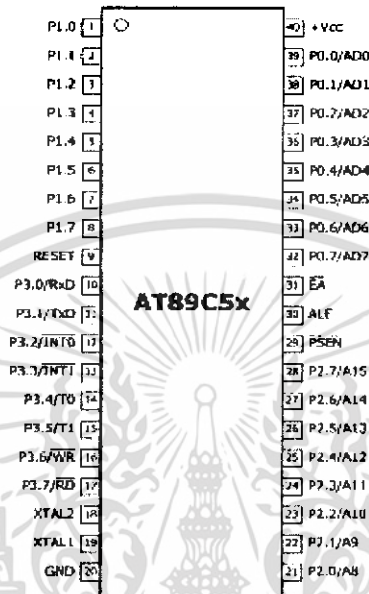 P1.0 1
P1.1 2
P1.2 3
P1.3 4
P1.4 5
P1.5 6
P1.6 7
P1.7 8
RESET 9
P3.0/RxD 10
P3.1/TxD 11
P3.2/INT0 12
P3.3/INT1 13
P3.4/T0 14
P3.5/T1 15
P3.6/WR 16
P3.7/RD 17
XTAL2 18
XTAL1 19
GND 20
AT89C5x
40 +Vcc
39 P0.0/AD0
38 P0.1/AD1
37 P0.2/AD2
36 P0.3/AD3
35 P0.4/AD4
34 P0.5/AD5
33 P0.6/AD6
32 P0.7/AD7
31 EA
30 ALE
29 PSEN
28 P2.7/A15
27 P2.6/A14
26 P2.5/A13
25 P2.4/A12
24 P2.3/A11
23 P2.2/A10
22 P2.1/A9
21 P2.0/A8